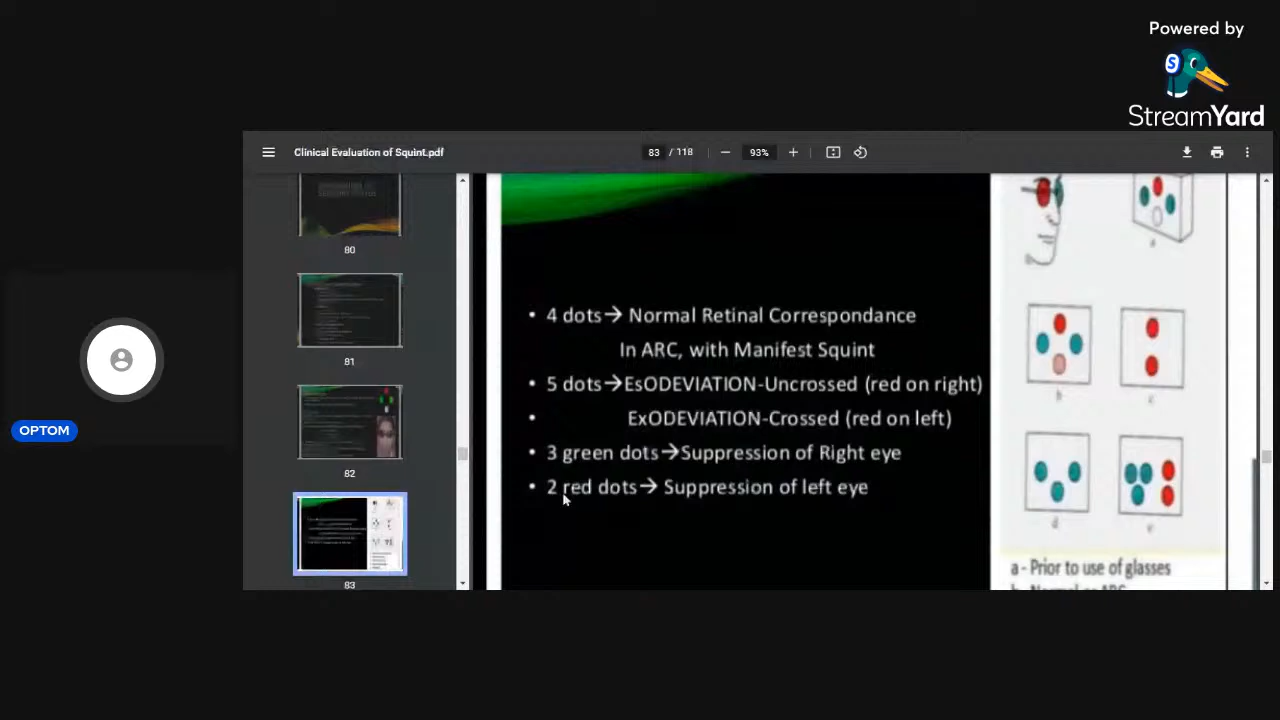 Powered by
S
StreamYard
Clinical Evaluation of Squint.pdf
83 / 118
93%
80
81
82
83
• 4 dots→ Normal Retinal Correspondance
In ARC, with Manifest Squint
• 5 dots→EsODEVIATION-Uncrossed (red on right)
• ExODEVIATION-Crossed (red on left)
• 3 green dots→Suppression of Right eye
• 2 red dots→ Suppression of left eye
a
b
c
d
e
a - Prior to use of glasses
OPTOM